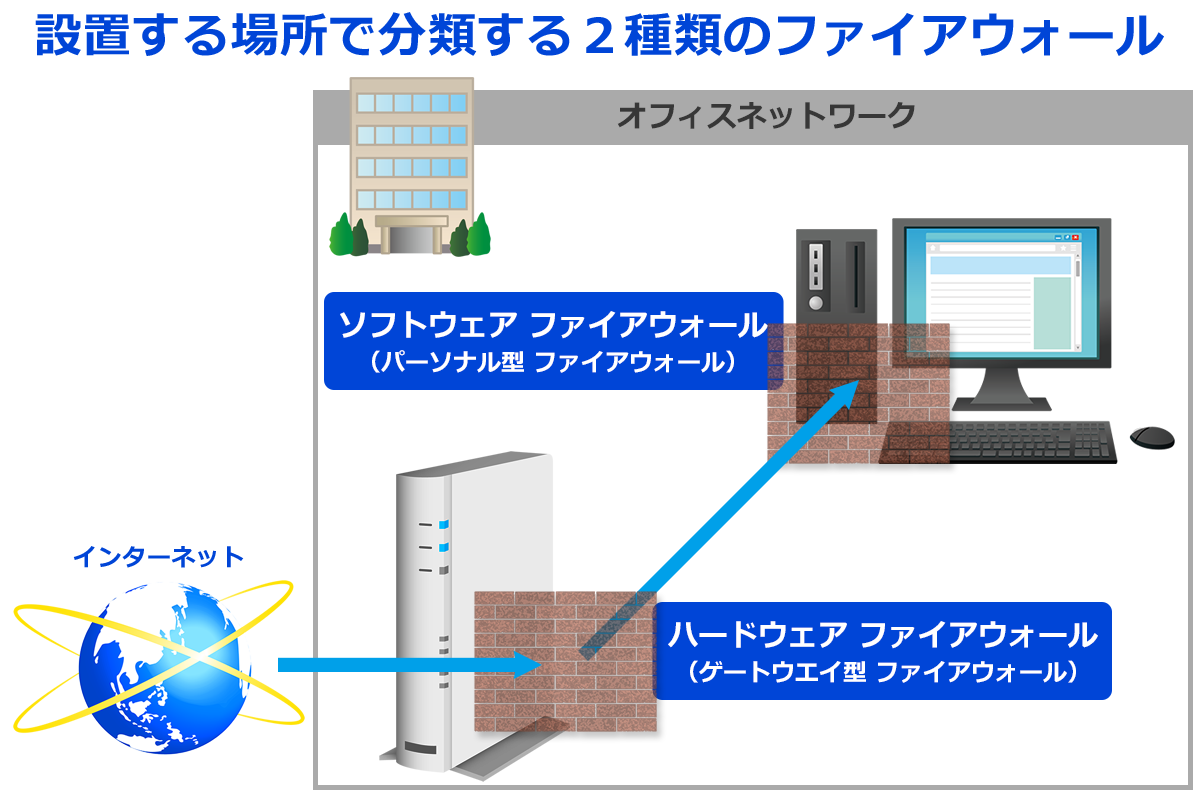 設置する場所で分類する２種類のファイアウォール
オフィスネットワーク
ソフトウェア ファイアウォール
（パーソナル型 ファイアウォール）
インターネット
ハードウェア ファイアウォール
（ゲートウエイ型 ファイアウォール）